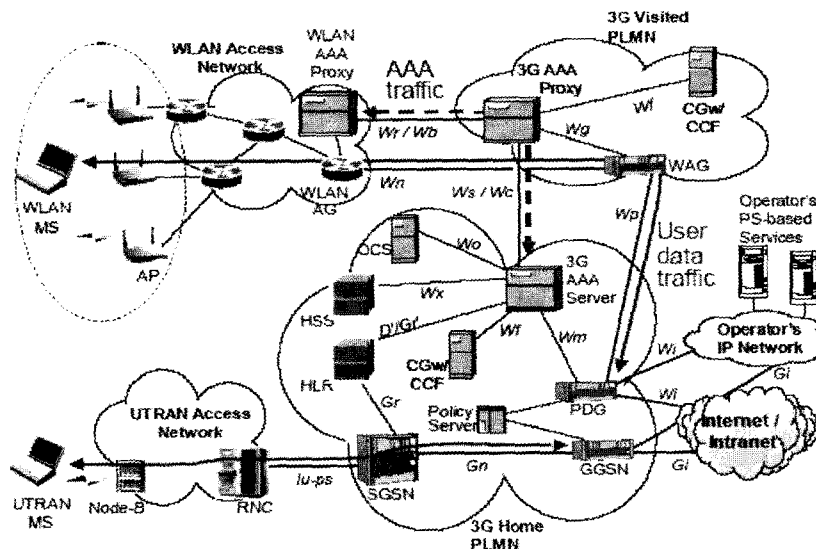 3G Visited
PLMN
WLAN Access
Network
WLAN
AAA
Proxy
AAA
traffic
3G AAA
Proxy
Wf
CGw/
CCF
Wr / Wb
Wg
WLAN
MS
AP
WLAN
AG
Wn
Ws / Wc
WAG
Wp
User
data
traffic
Operator's
PS-based
Services
OCS
Wo
3G
AAA
Server
HSS
Wx
D'/Gr'
Wf
Wm
HLR
CGw/
CCF
Gr
Wi
Operator's
IP Network
Gi
PDG
Wi
Policy
Server
Internet /
Intranet
UTRAN Access
Network
UTRAN
MS
Node-B
RNC
Iu-ps
SGSN
Gn
GGSN
Gi
3G Home
PLMN